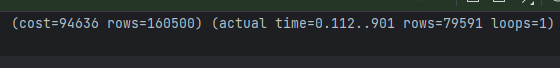 (cost=94636 rows=160500) (actual time=0.112..901 rows=79591 loops=1)